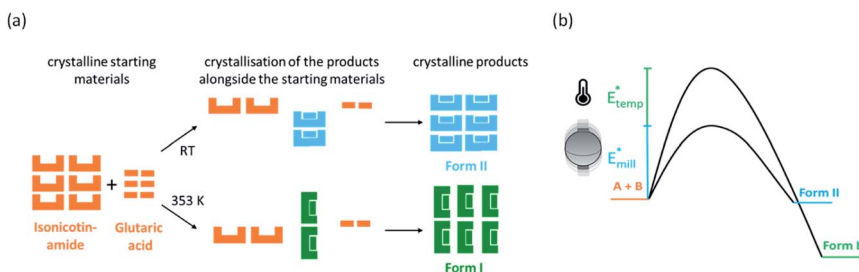 (a)
crystalline starting
materials
crystallisation of the products
alongside the starting materials
crystalline products
+
RT
353 K
Isonicotin-
amide
Glutaric
acid
Form II
Form I
(b)
E*temp
E*mill
A + B
Form II
Form I